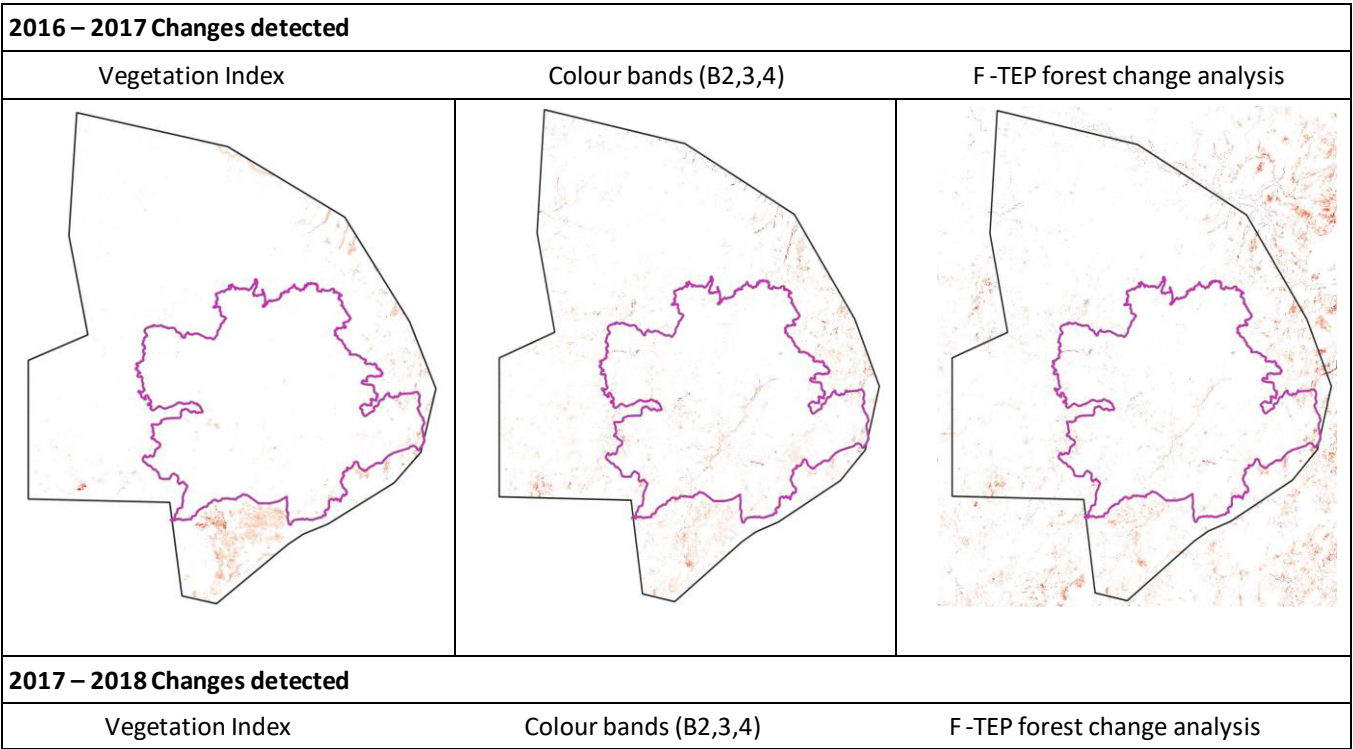 2016 – 2017 Changes detected
Vegetation Index Colour bands (B2,3,4) F -TEP forest change analysis
2017 – 2018 Changes detected
Vegetation Index Colour bands (B2,3,4) F -TEP forest change analysis